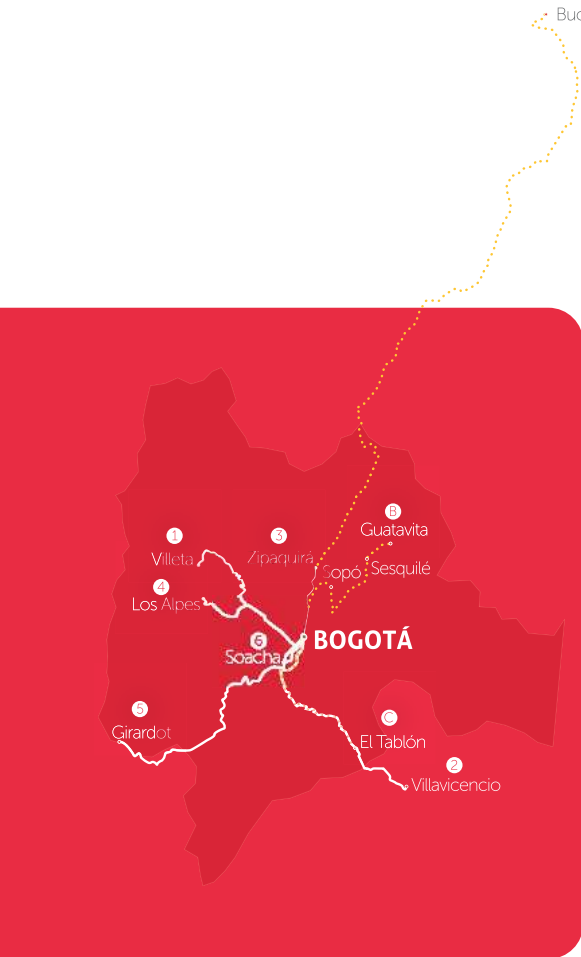 B
Guatavita
1
Villeta
3
Zipaquirá
Sopó
Sesquilé
4
Los Alpes
6
Soacha
BOGOTÁ
5
Girardot
C
El Tablón
2
Villavicencio